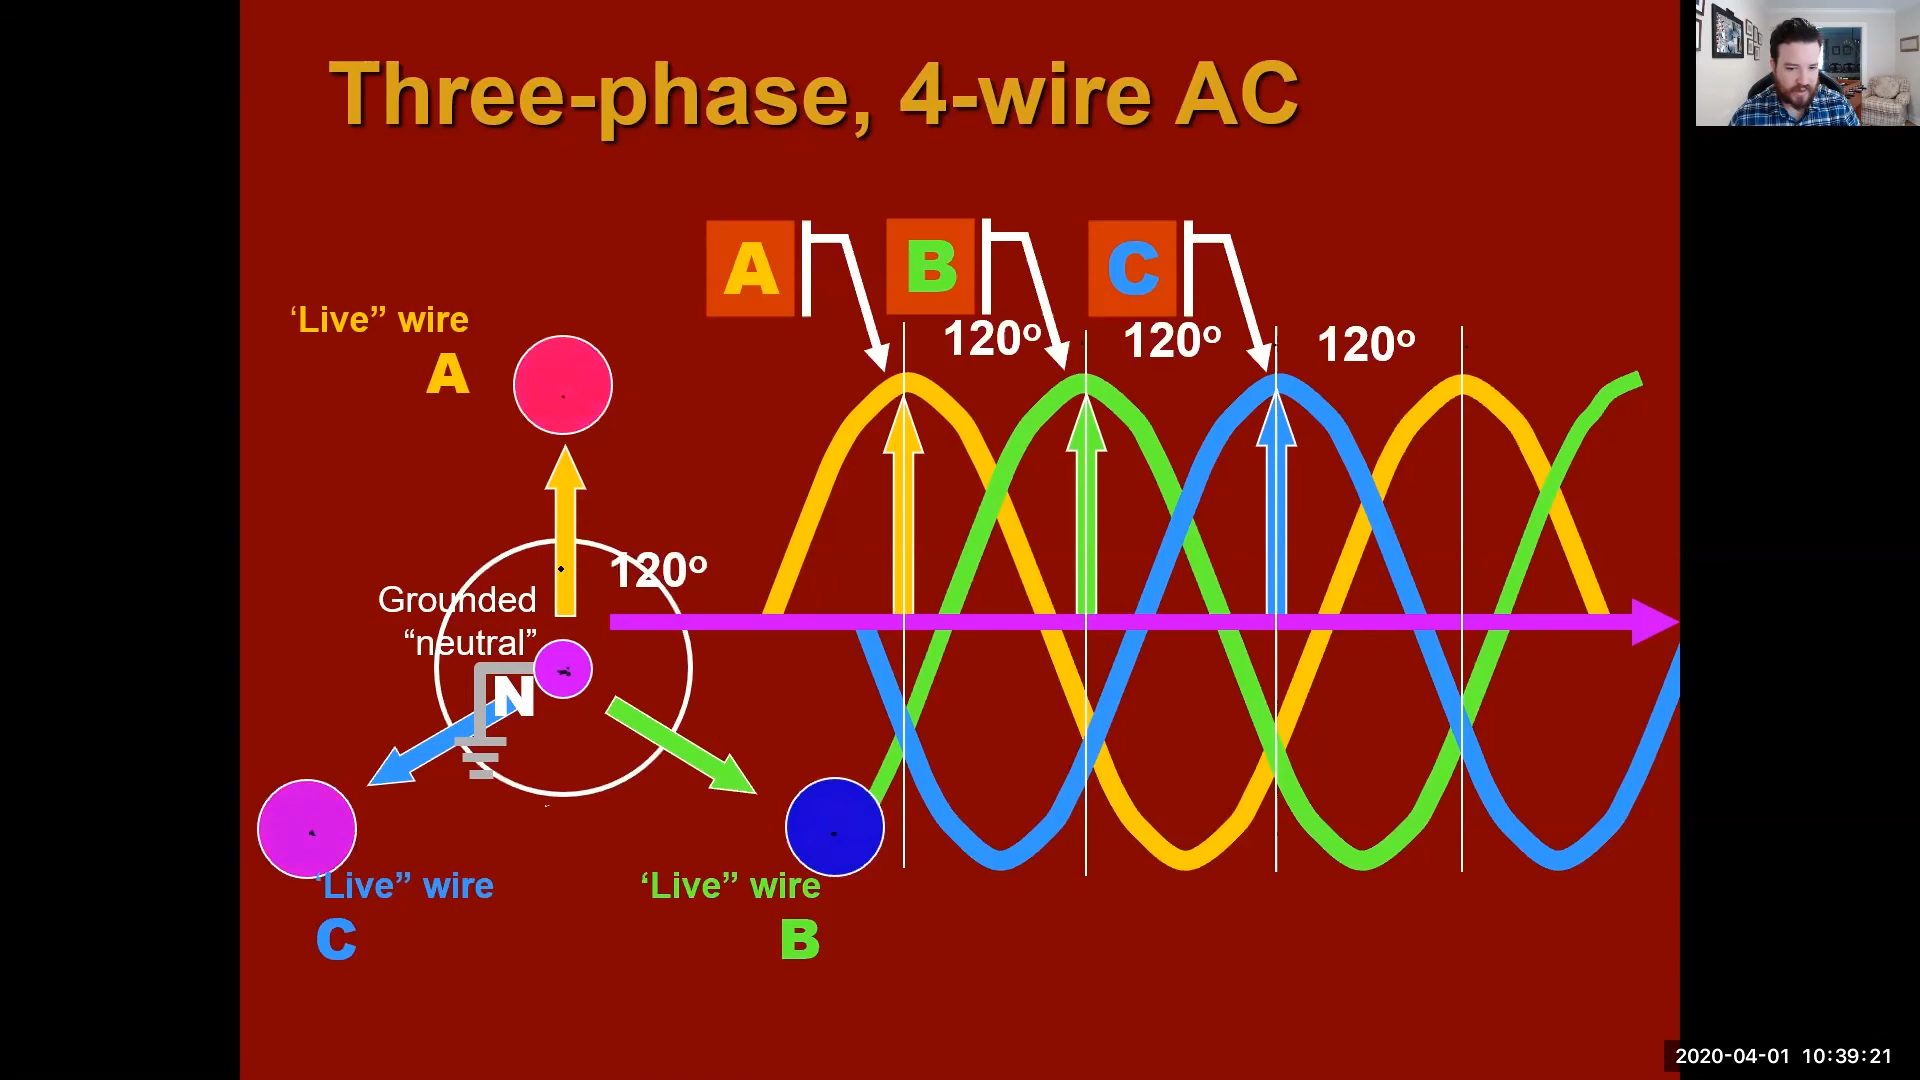 Three-phase, 4-wire AC
A
B
C
120º
120º
120º
‘Live” wire
A
120º
Grounded
“neutral”
N
‘Live” wire
C
‘Live” wire
B
2020-04-01 10:39:21